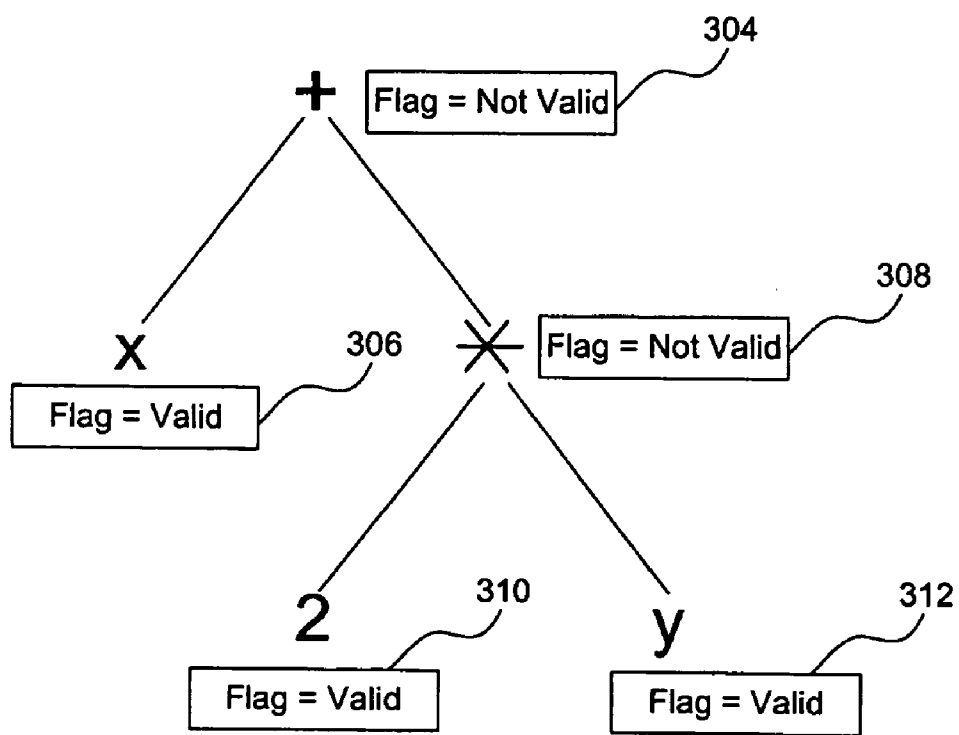 304
+
Flag = Not Valid
308
x
306
*
Flag = Not Valid
Flag = Valid
2
310
y
312
Flag = Valid
Flag = Valid